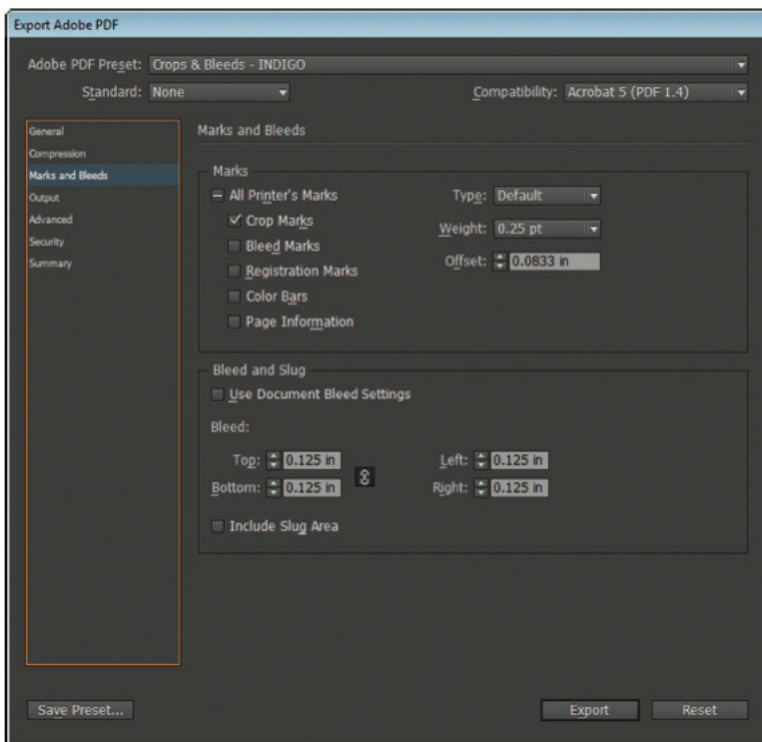 Export Adobe PDF
Adobe PDF Preset: Crops & Bleeds - INDIGO
Standard: None Compatibility: Acrobat 5 (PDF 1.4)
General
Compression
Marks and Bleeds
Output
Advanced
Security
Summary
Marks and Bleeds
Marks
All Printer's Marks
Crop Marks
Bleed Marks
Registration Marks
Color Bars
Page Information
Type: Default
Weight: 0.25 pt
Offset: 0.0833 in
Bleed and Slug
Use Document Bleed Settings
Bleed:
Top: 0.125 in Left: 0.125 in
Bottom: 0.125 in Right: 0.125 in
Include Slug Area
Save Preset... Export Reset